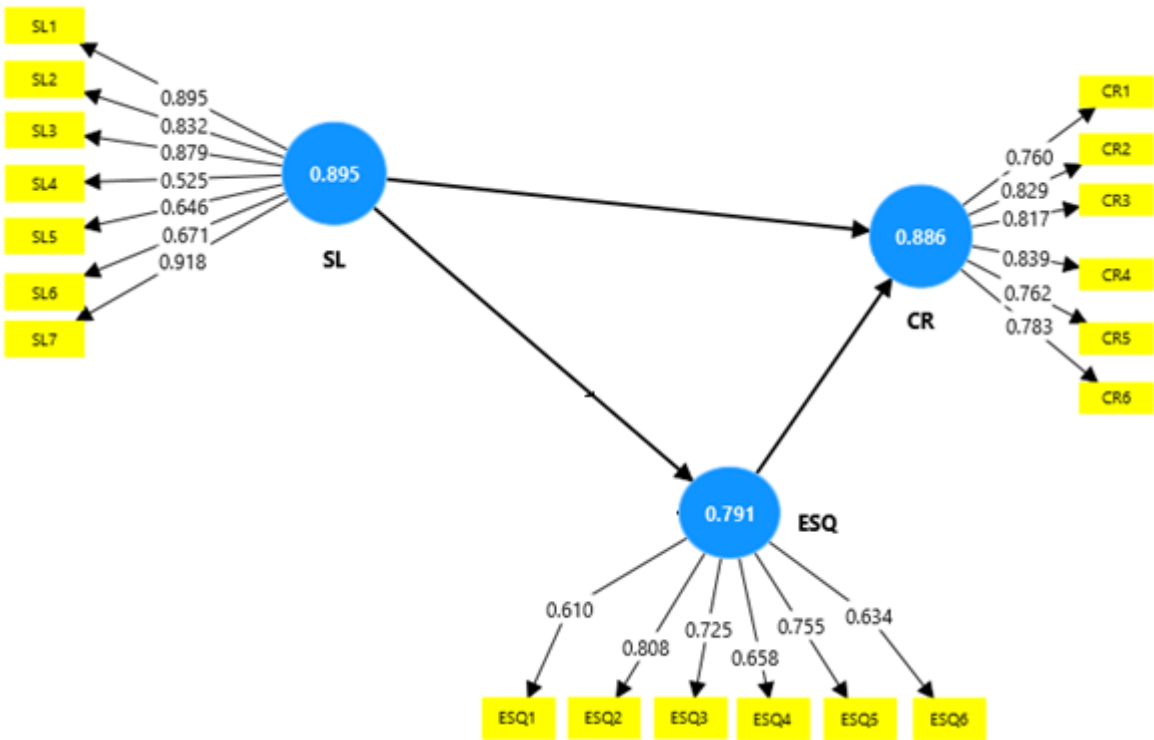 SL1
SL2
SL3
SL4
SL5
SL6
SL7
0.895
0.832
0.879
0.525
0.646
0.671
0.918
0.895
SL
0.886
CR
0.760
0.829
0.817
0.839
0.762
0.783
CR1
CR2
CR3
CR4
CR5
CR6
0.791
ESQ
0.610
0.808
0.725
0.658
0.755
0.634
ESQ1
ESQ2
ESQ3
ESQ4
ESQ5
ESQ6